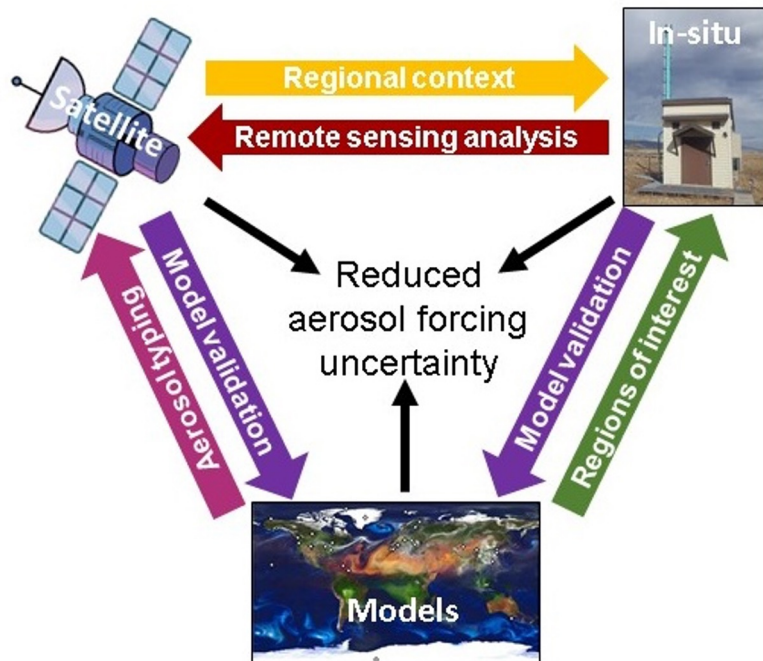 Satellite
In-situ
Regional context
Remote sensing analysis
Reduced
aerosol forcing
uncertainty
Aerosol typing
Model validation
Model validation
Regions of interest
Models